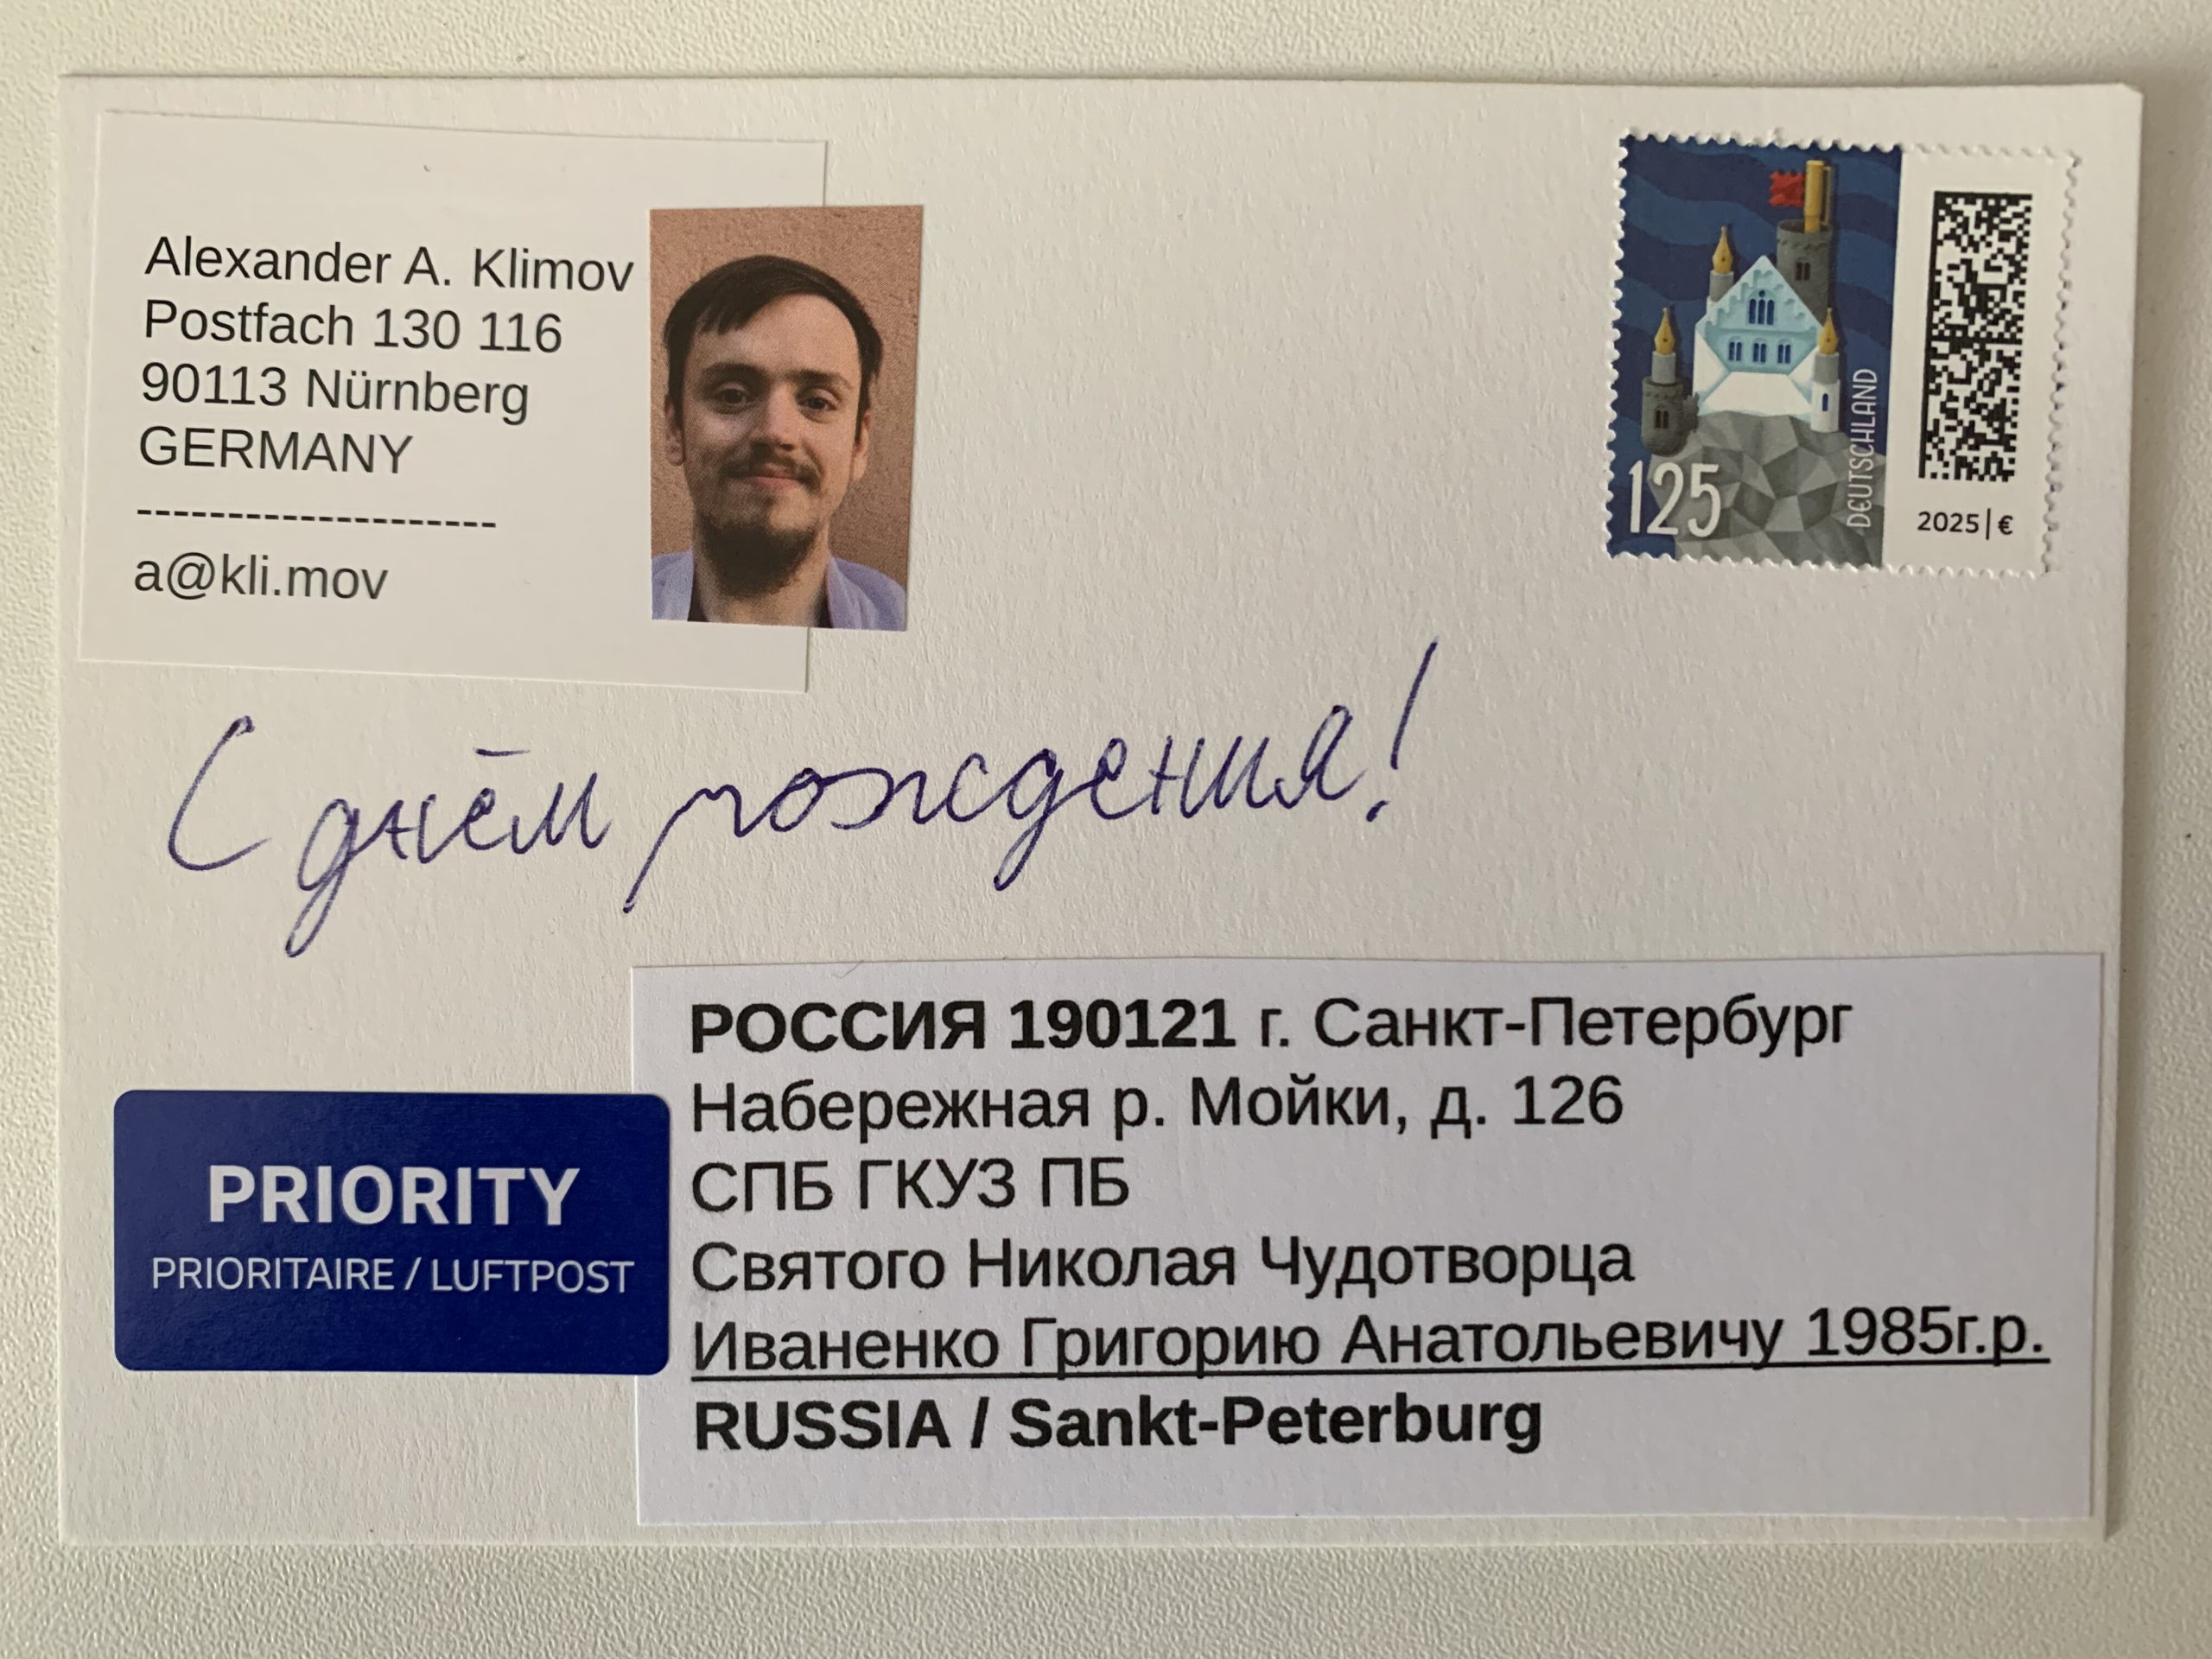 Alexander A. Klimov
Postfach 130 116
90113 Nürnberg
GERMANY
--------------------
a@kli.mov
125
DEUTSCHLAND
2025|€
С днём рождения!
PRIORITY
PRIORITAIRE / LUFTPOST
РОССИЯ 190121 г. Санкт-Петербург
Набережная р. Мойки, д. 126
СПБ ГКУЗ ПБ
Святого Николая Чудотворца
Иваненко Григорию Анатольевичу 1985г.р.
RUSSIA / Sankt-Peterburg